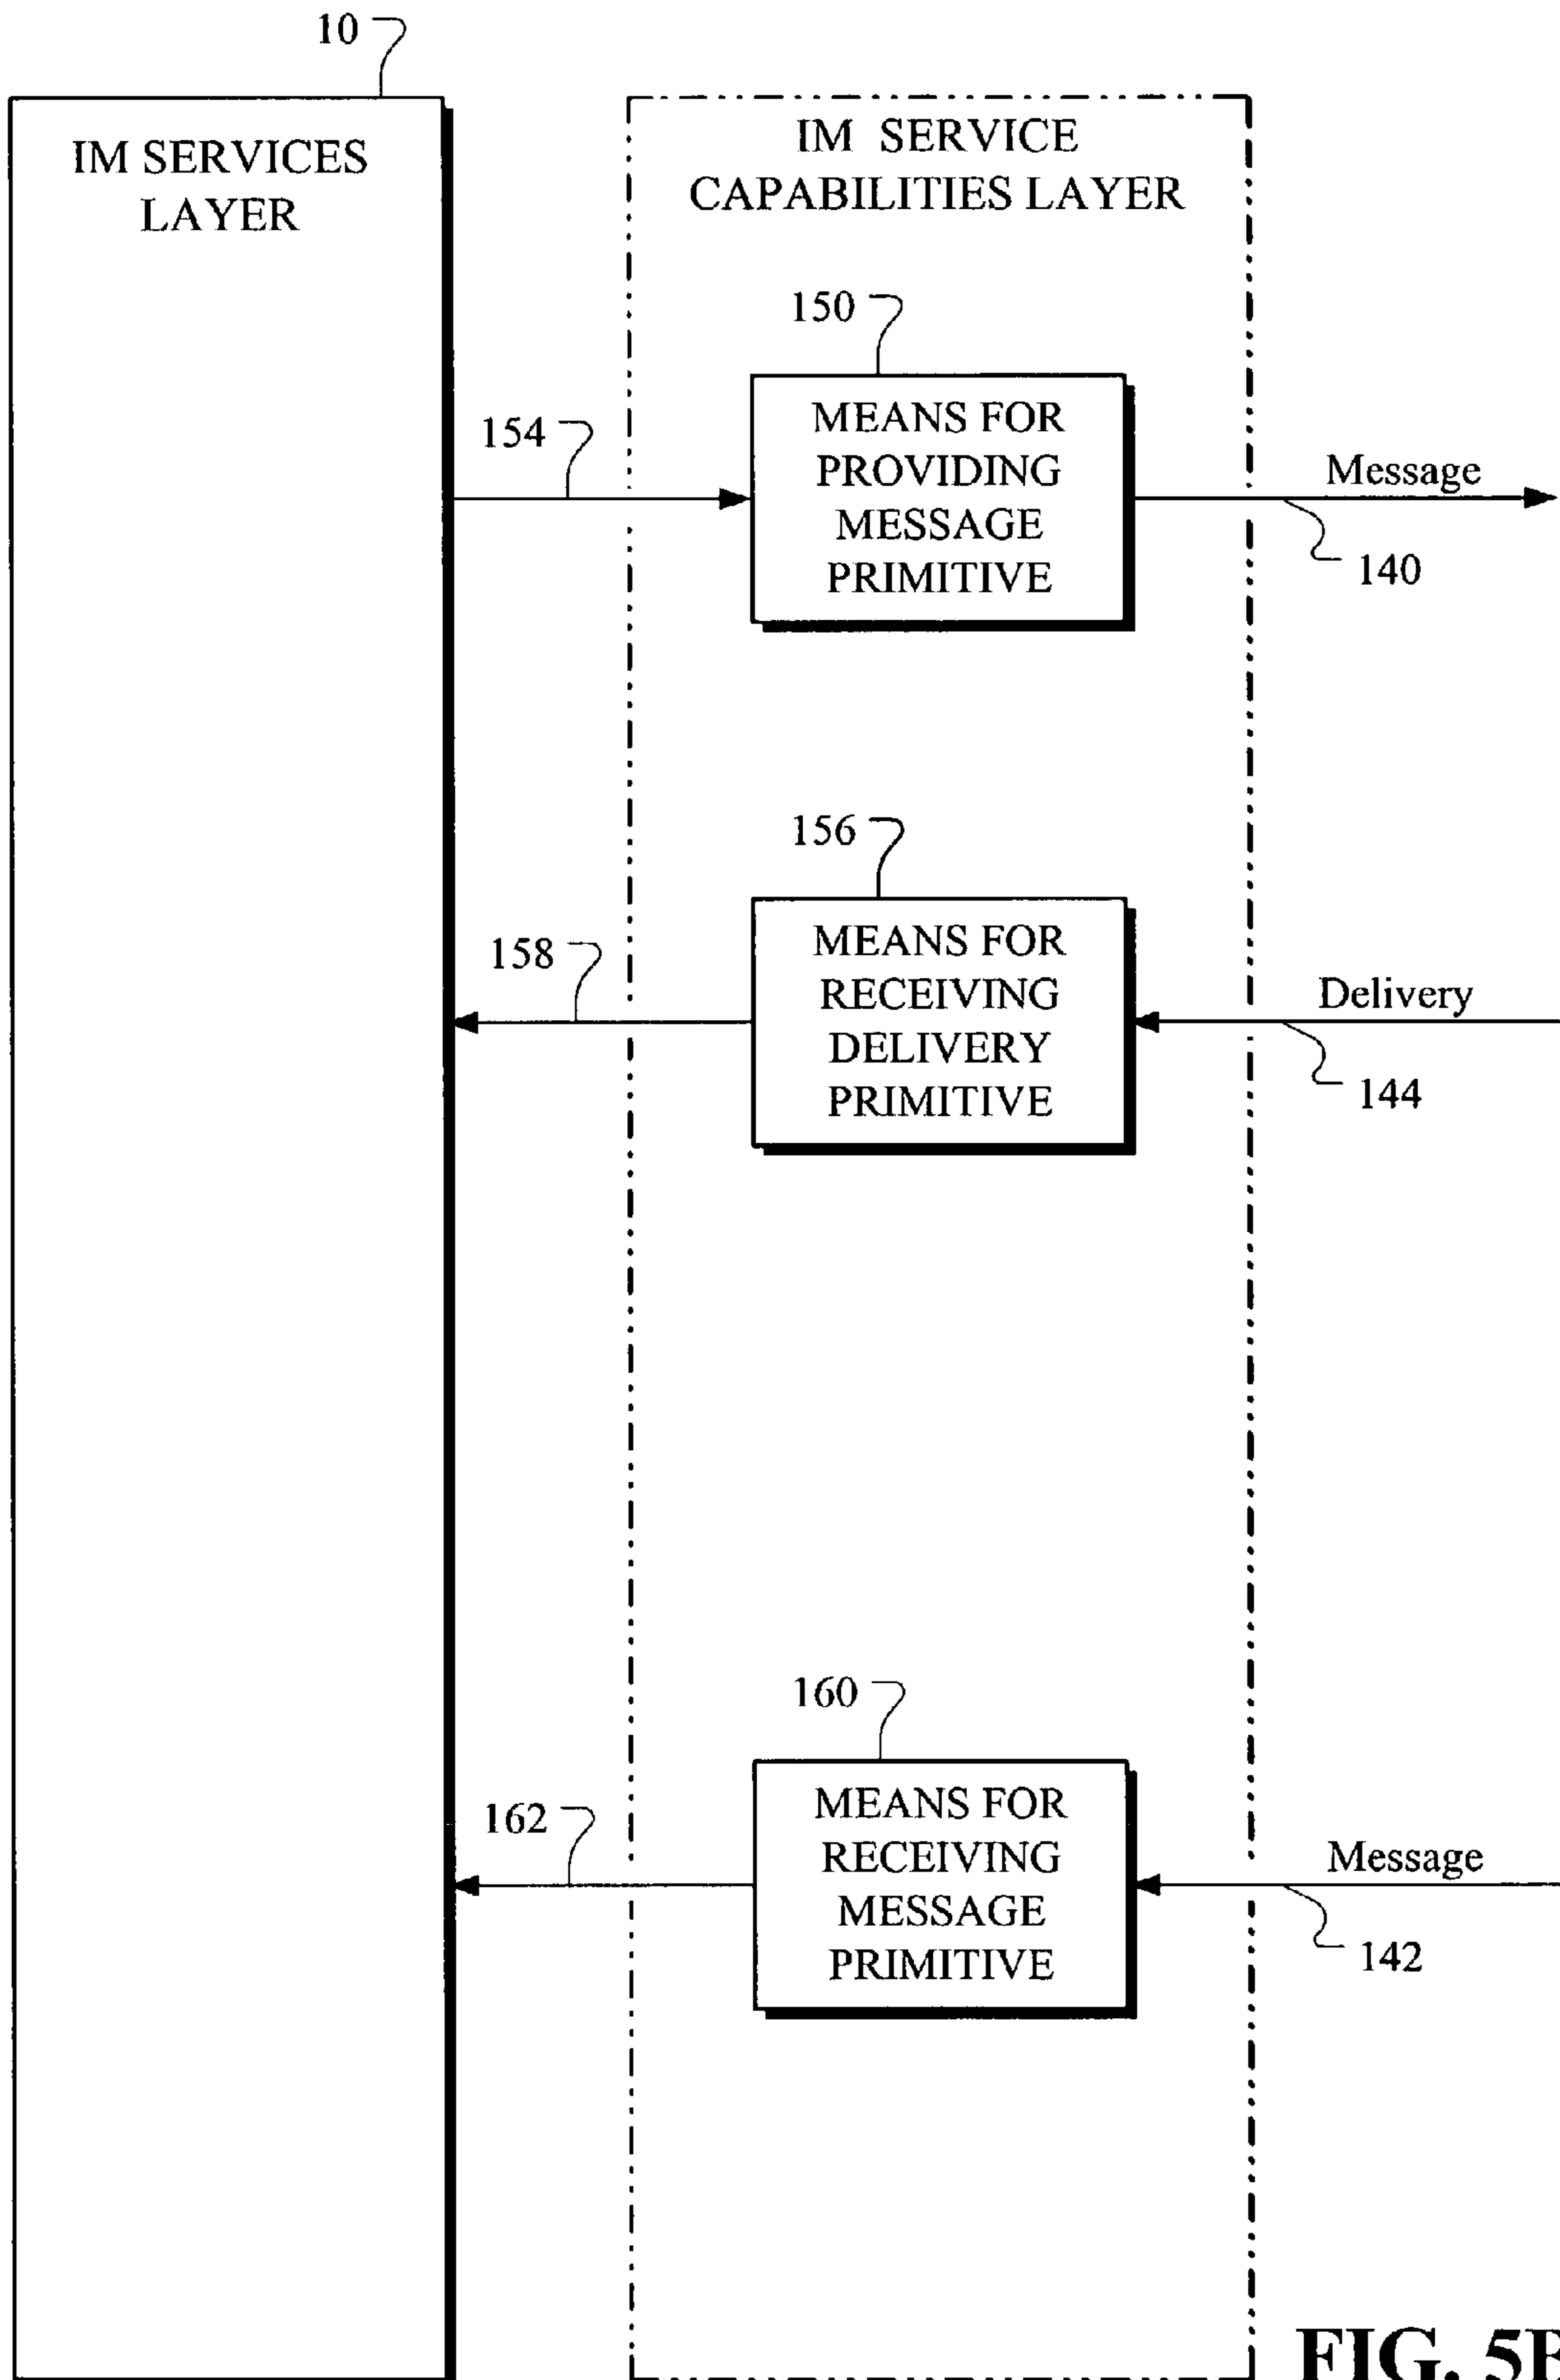 10
IM SERVICES
LAYER
IM SERVICE
CAPABILITIES LAYER
150
MEANS FOR
PROVIDING
MESSAGE
PRIMITIVE
154
Message
140
156
MEANS FOR
RECEIVING
DELIVERY
PRIMITIVE
158
Delivery
144
160
MEANS FOR
RECEIVING
MESSAGE
PRIMITIVE
162
Message
142
FIG.